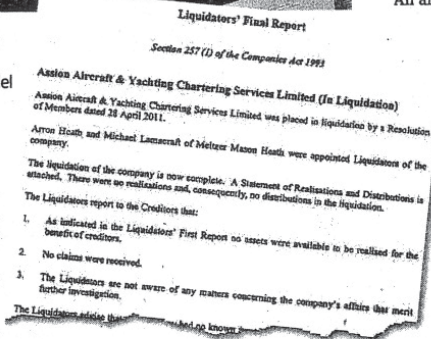 Liquidators' Final Report
Section 257 (1) of the Companies Act 1993
el
Assion Aircraft & Yachting Chartering Services Limited (In Liquidation)
Assion Aircraft & Yachting Chartering Services Limited was placed in liquidation by a Resolution
of Members dated 28 April 2011.
Arron Heath and Michael Lamacraft of Meltzer Mason Heath were appointed Liquidators of the
company.
The liquidation of the company is now complete. A Statement of Realisations and Distributions is
attached. There were no realisations and, consequently, no distributions in the liquidation.
The Liquidators report to the Creditors that:
1. As indicated in the Liquidators' First Report no assets were available to be realised for the
benefit of creditors.
2. No claims were received.
3. The Liquidators are not aware of any matters concerning the company's affairs that merit
further investigation.
The Liquidators advise that
no known